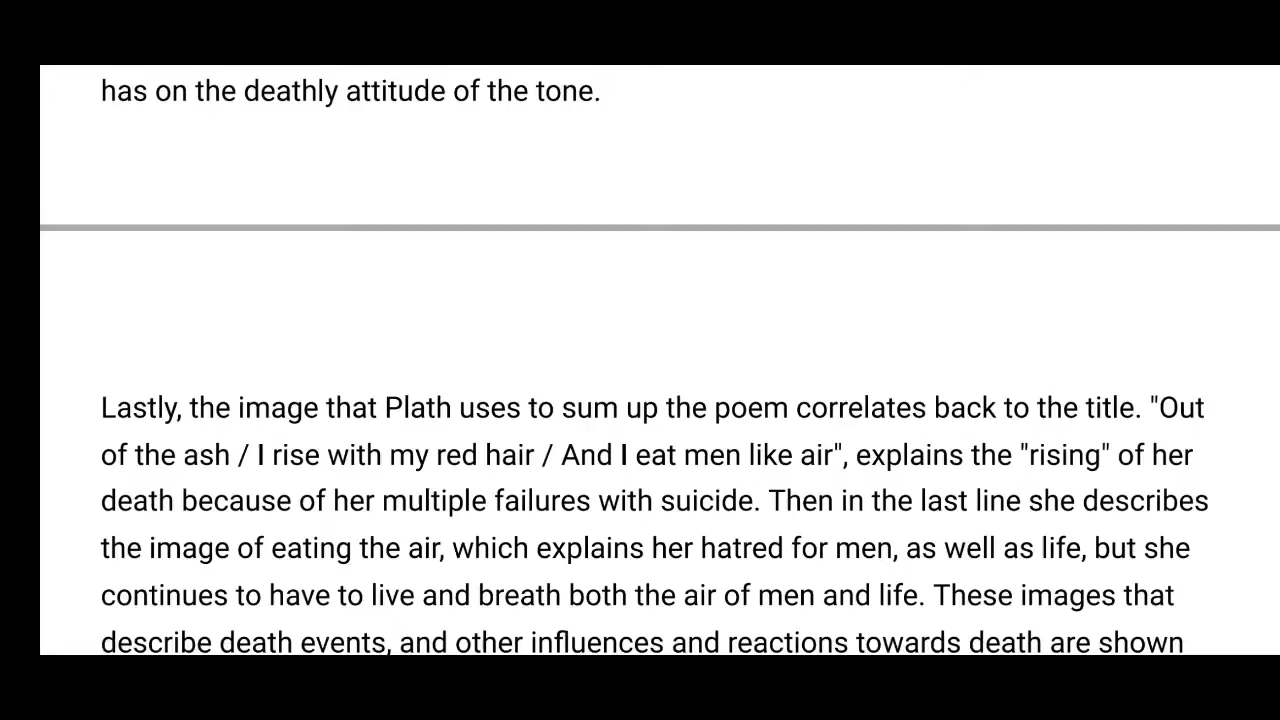 has on the deathly attitude of the tone.
Lastly, the image that Plath uses to sum up the poem correlates back to the title. "Out
of the ash / I rise with my red hair / And I eat men like air", explains the "rising" of her
death because of her multiple failures with suicide. Then in the last line she describes
the image of eating the air, which explains her hatred for men, as well as life, but she
continues to have to live and breath both the air of men and life. These images that
describe death events, and other influences and reactions towards death are shown